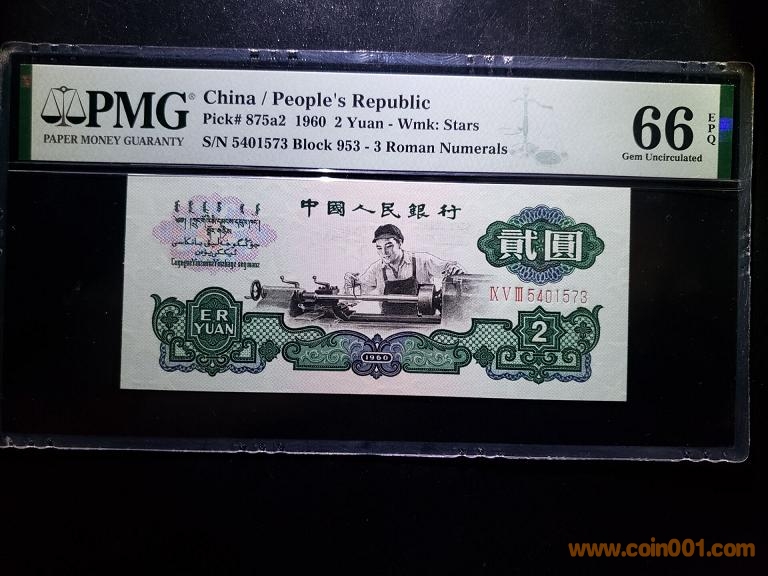 PMG®
PAPER MONEY GUARANTY
China / People's Republic
Pick# 875a2 1960 2 Yuan - Wmk: Stars
S/N 5401573 Block 953 - 3 Roman Numerals
66 EPQ
Gem Uncirculated
中國人民銀行
貳圓
ⅨⅤⅢ 5401573
ER
YUAN
1960
2
www.coin001.com